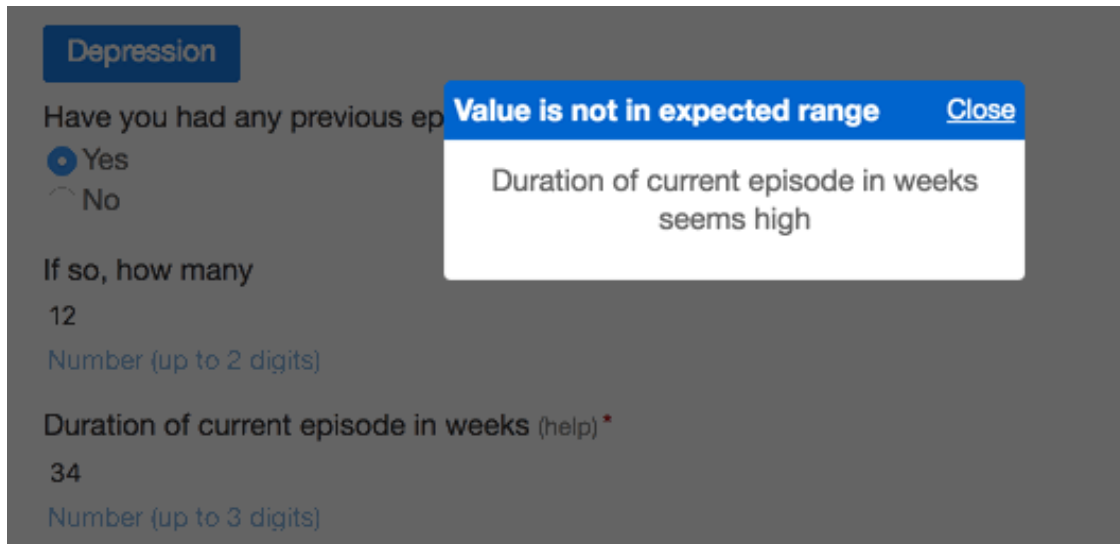 Depression
Have you had any previous ep
Yes
No
If so, how many
12
Number (up to 2 digits)
Duration of current episode in weeks (help)*
34
Number (up to 3 digits)
Value is not in expected range Close
Duration of current episode in weeks
seems high